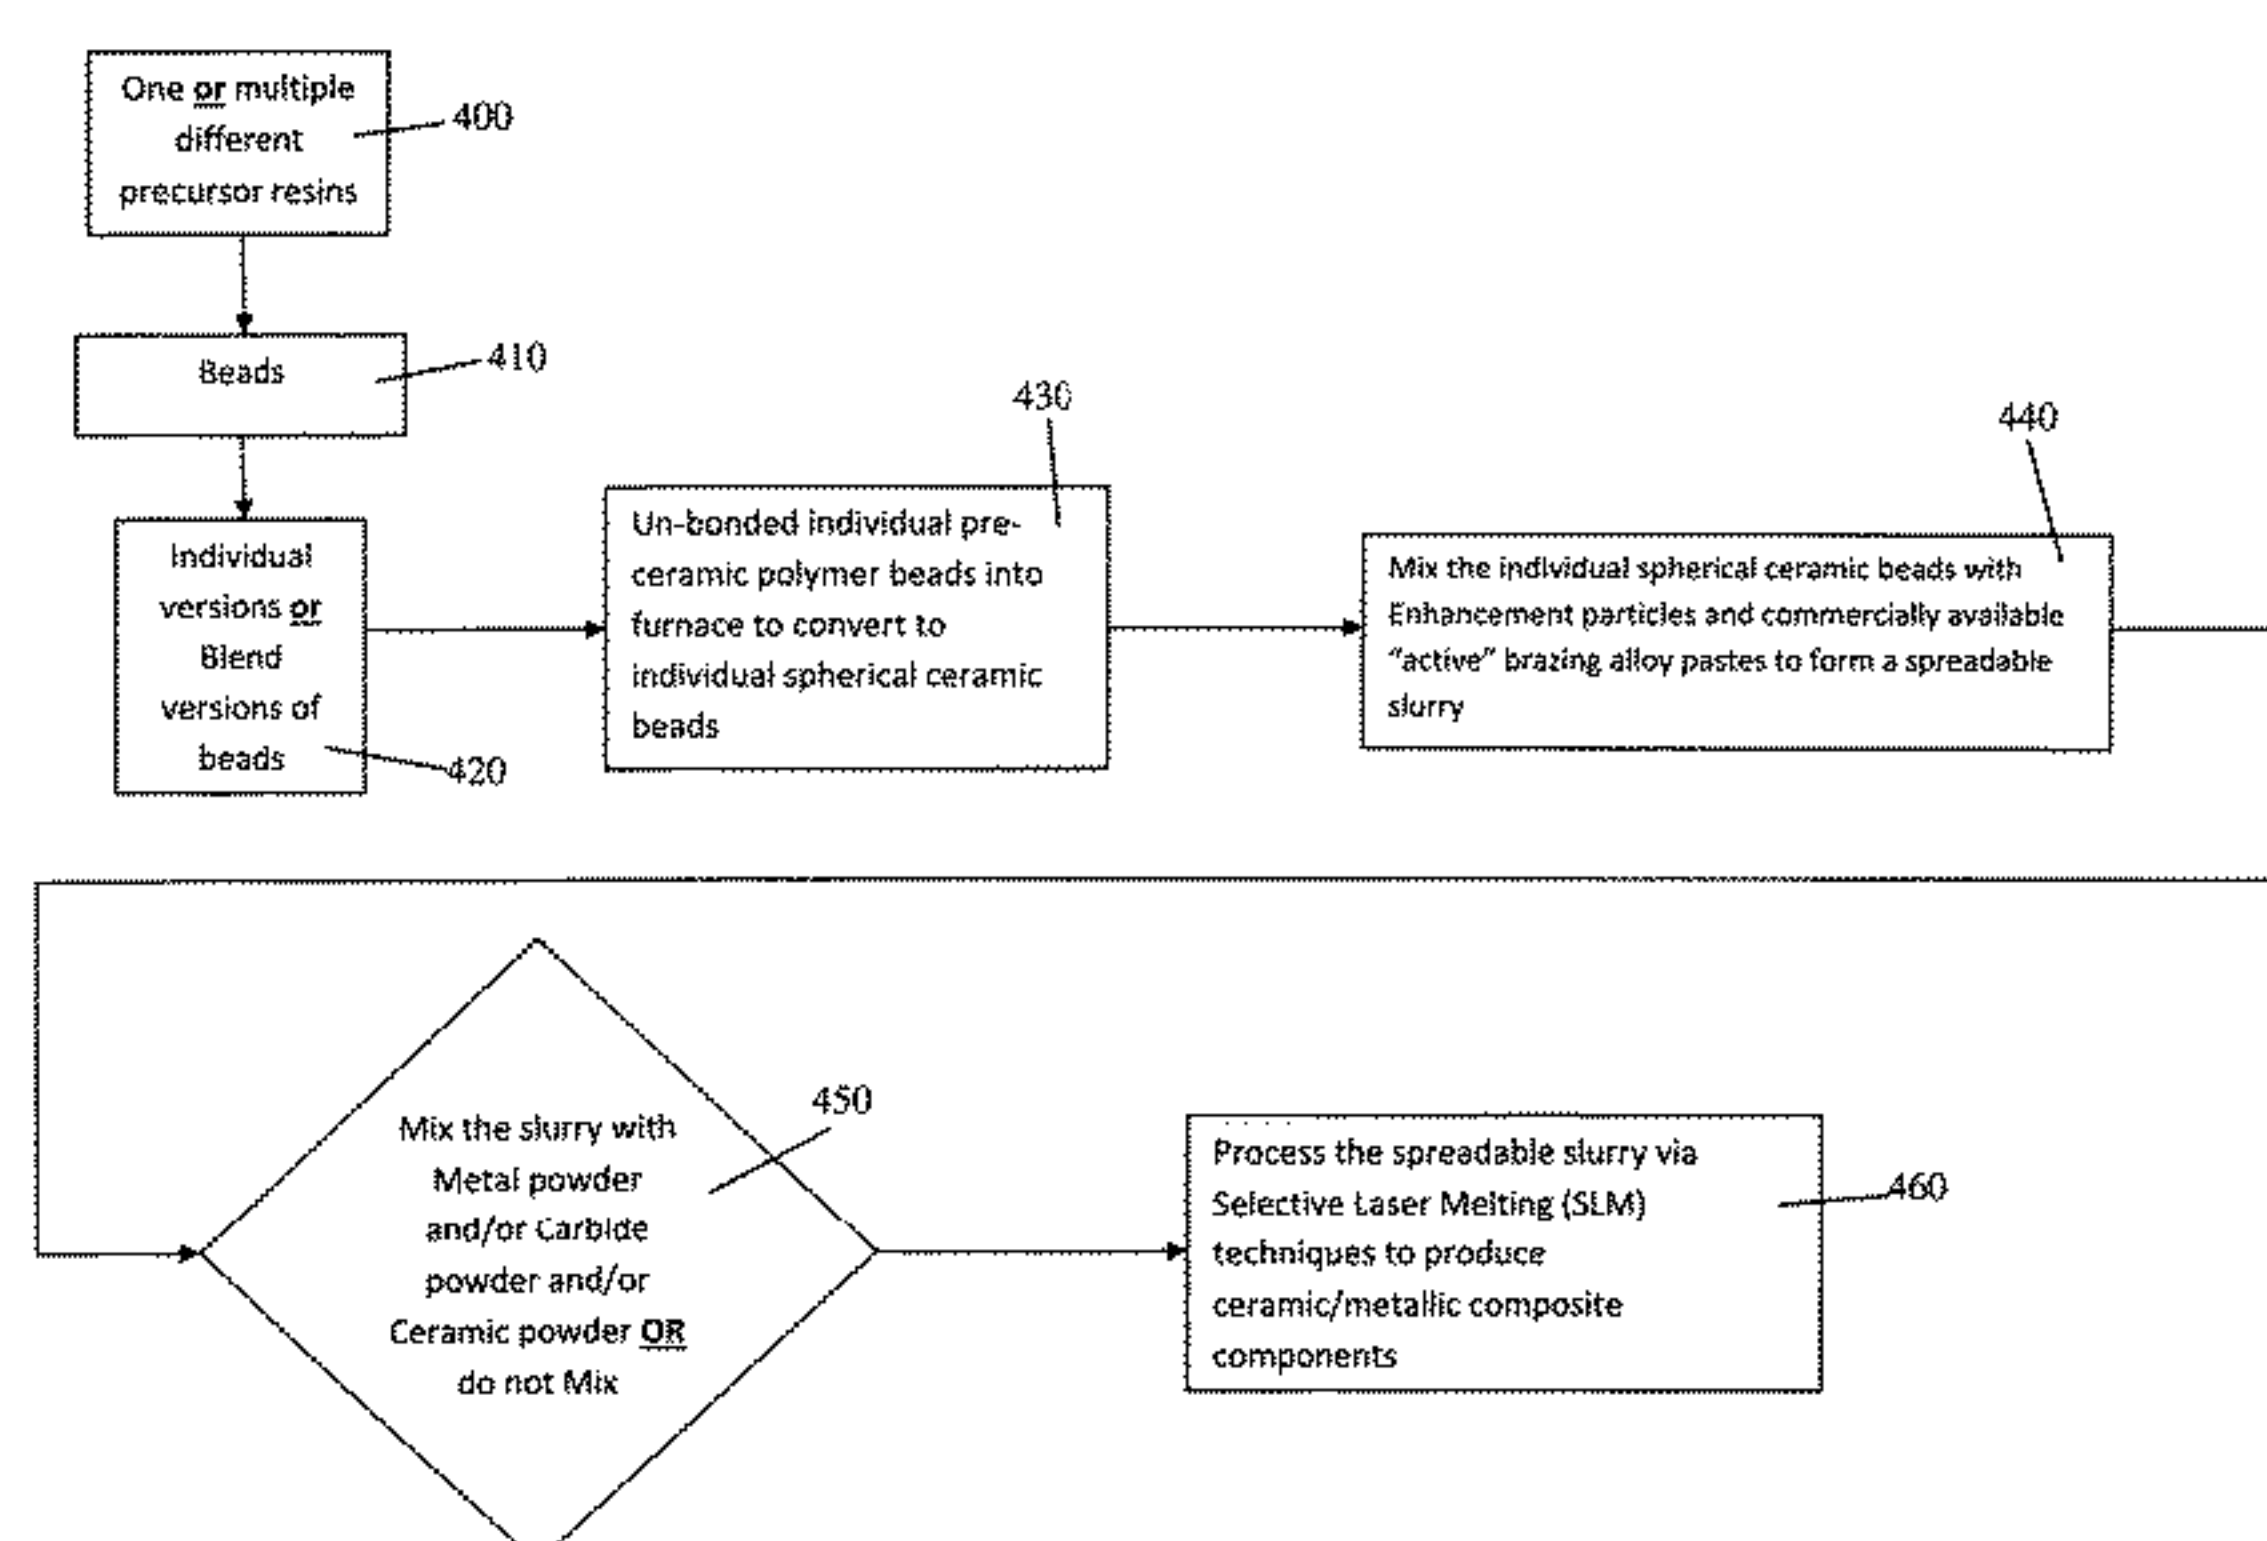 One or multiple
different
precursor resins
400
Beads
410
Individual
versions or
Blend
versions of
beads
420
430
Un-bonded individual pre-
ceramic polymer beads into
furnace to convert to
individual spherical ceramic
beads
440
Mix the individual spherical ceramic beads with
Enhancement particles and commercially available
“active” brazing alloy pastes to form a spreadable
slurry
450
Mix the slurry with
Metal powder
and/or Carbide
powder and/or
Ceramic powder OR
do not Mix
Process the spreadable slurry via
Selective Laser Melting (SLM)
techniques to produce
ceramic/metallic composite
components
460